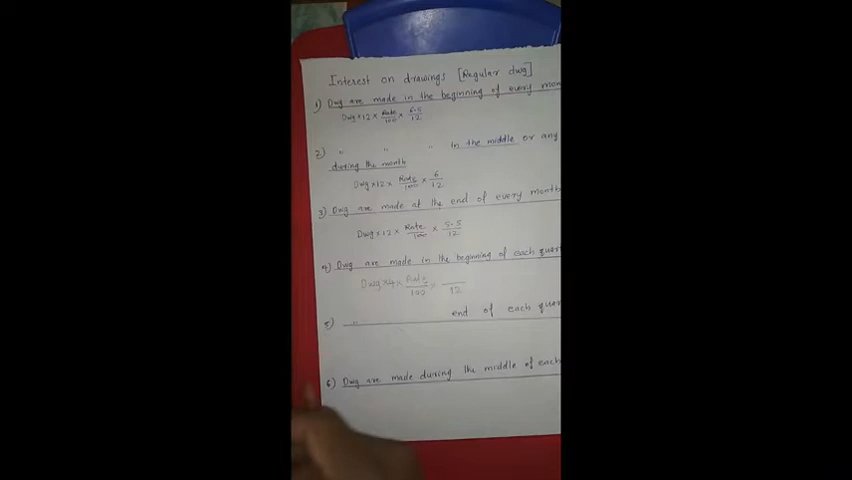 Interest on drawings [Regular dwg]
1) Dwg are made in the beginning of every mon
Dwg × 12 × Rate/100 × 6.5/12
2) " " " In the middle or any
during the month
Dwg × 12 × Rate/100 × 6/12
3) Dwg are made at the end of every month
Dwg × 12 × Rate/100 × 5.5/12
4) Dwg are made in the beginning of each quar
Dwg × 4 × Rate/100 × /12
5) " end of each quar
6) Dwg are made during the middle of each